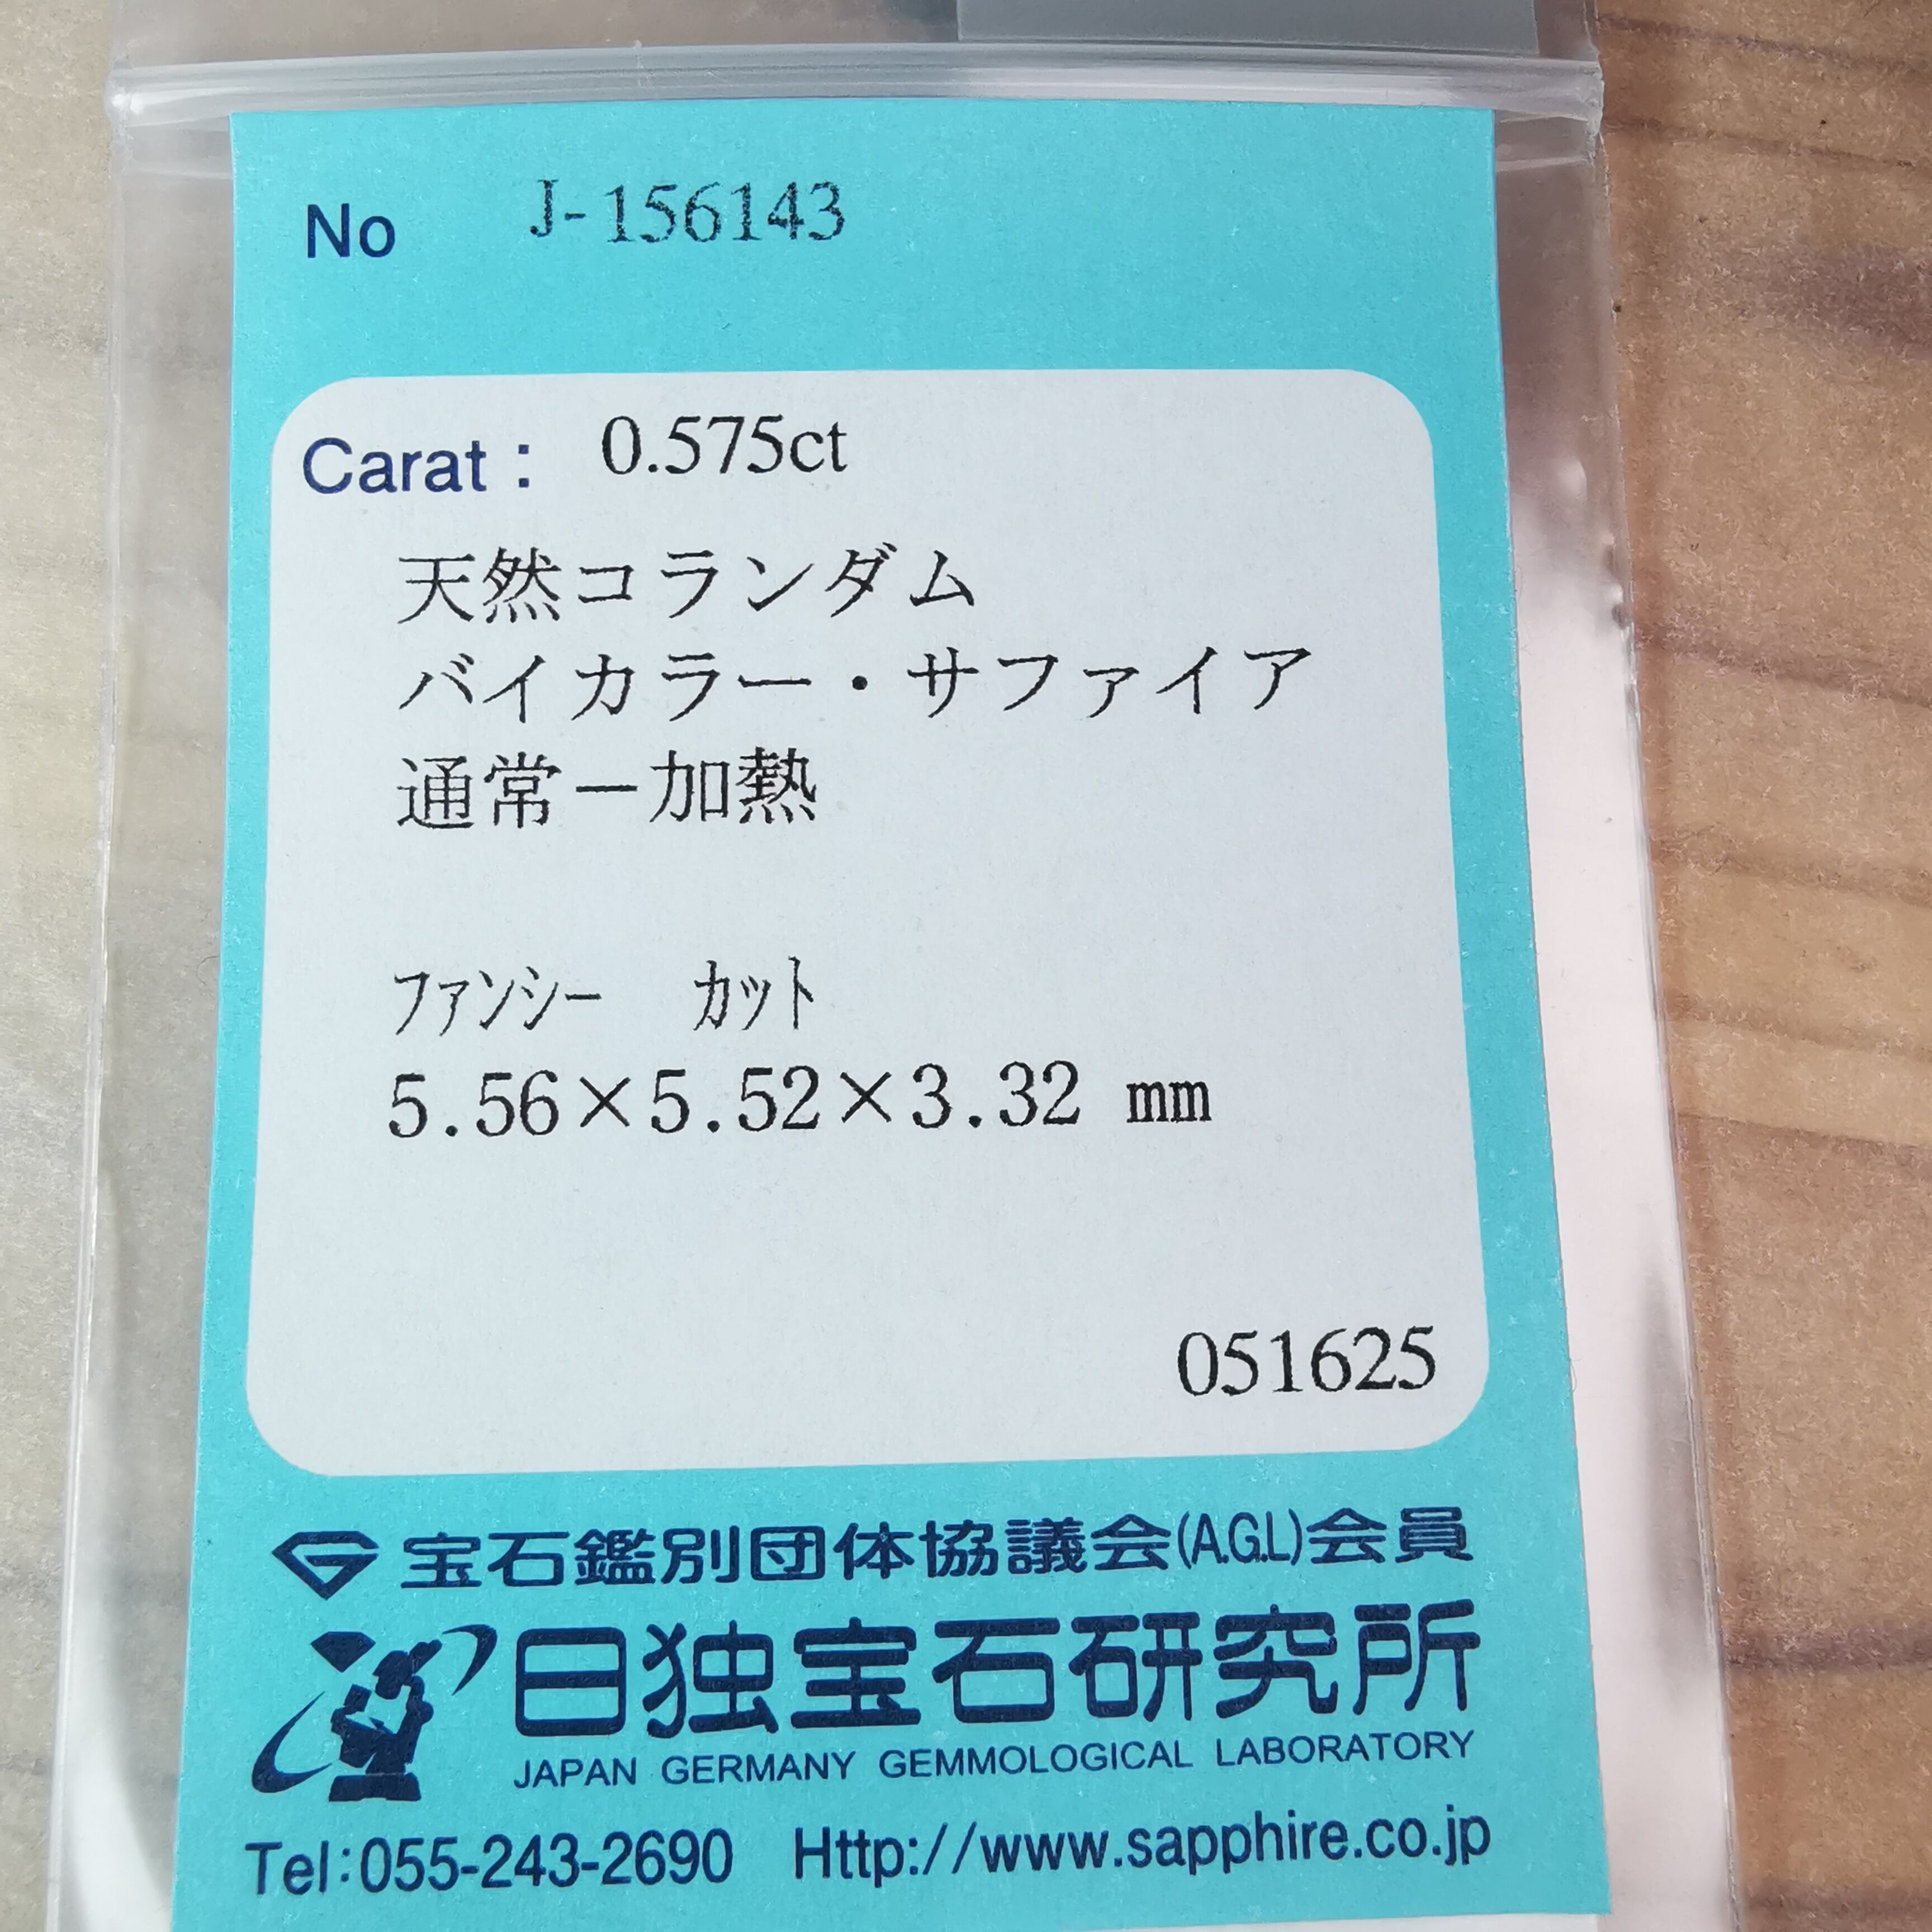 No J-156143
Carat : 0.575ct
天然コランダム
バイカラー・サファイア
通常－加熱
ﾌｧﾝｼｰ ｶｯﾄ
5.56×5.52×3.32 mm
051625
宝石鑑別団体協議会(A.G.L)会員
日独宝石研究所
JAPAN GERMANY GEMMOLOGICAL LABORATORY
Tel:055-243-2690 Http://www.sapphire.co.jp